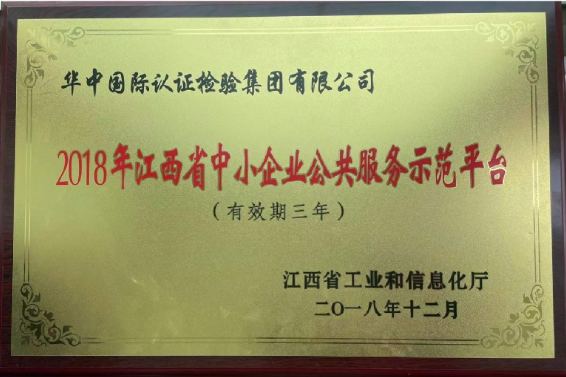 华中国际认证检验集团有限公司
2018年江西省中小企业公共服务示范平台
（有效期三年）
江西省工业和信息化厅
二〇一八年十二月